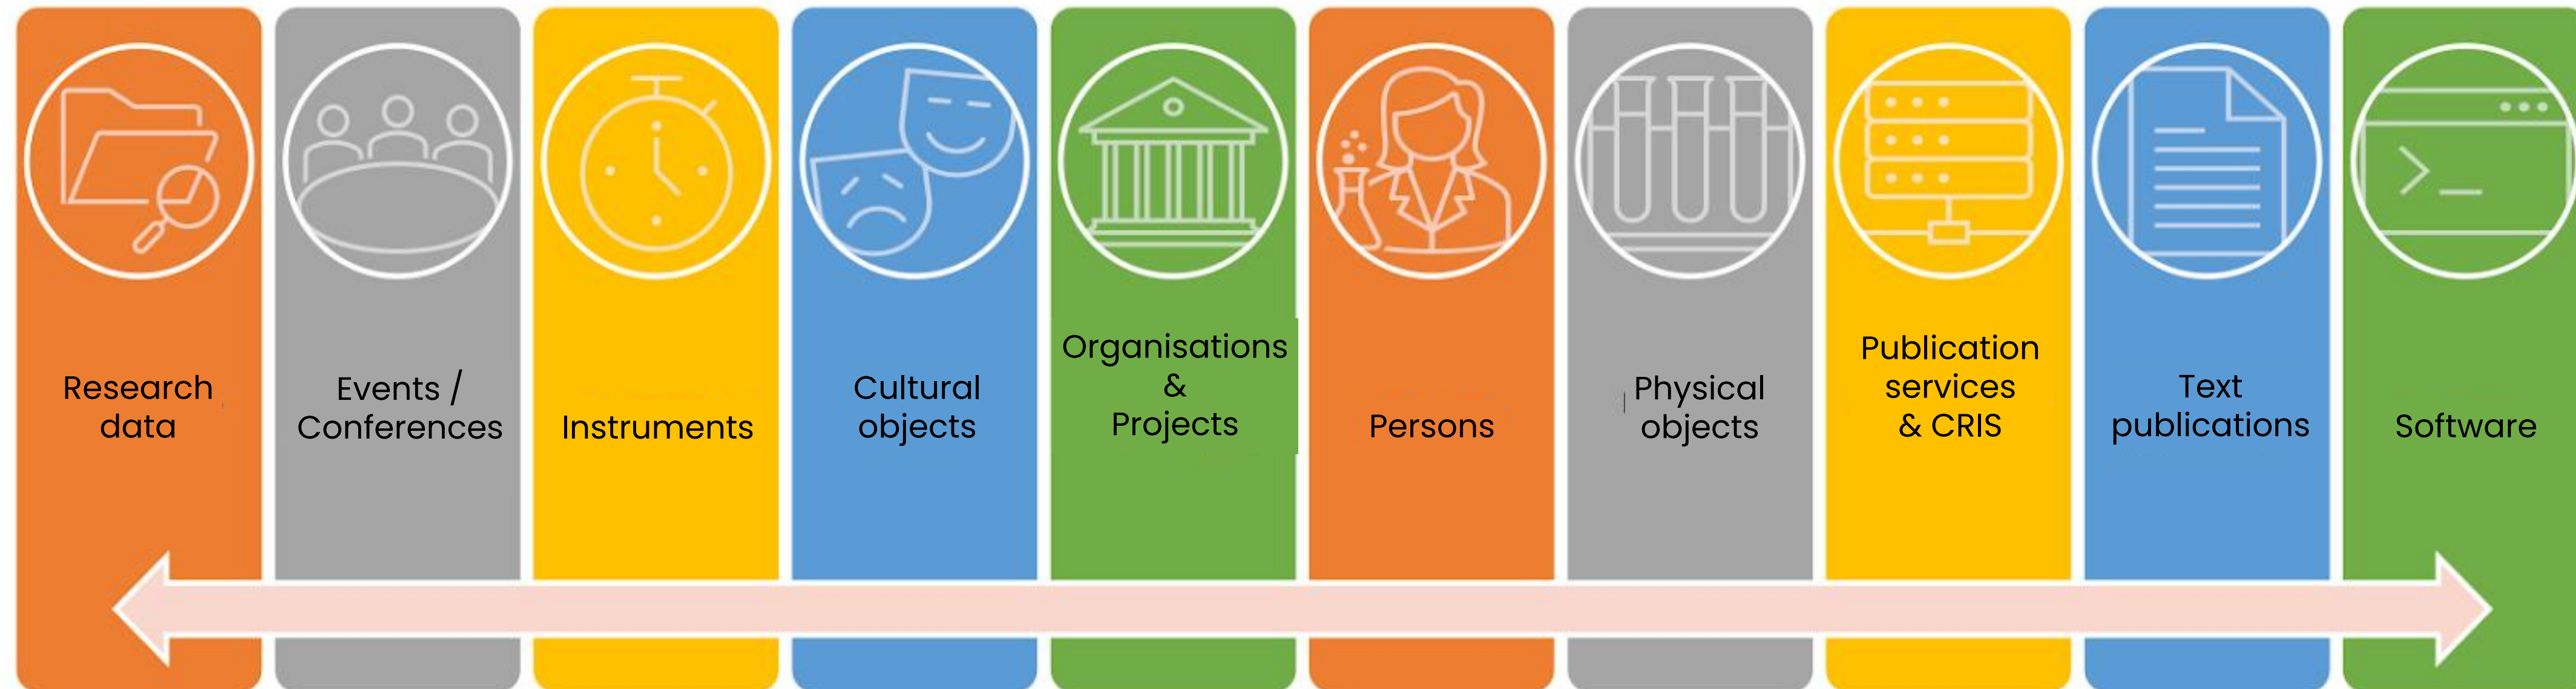 Research
data
Events /
Conferences
Instruments
Cultural
objects
Organisations
&
Projects
Persons
Physical
objects
Publication
services
& CRIS
Text
publications
Software